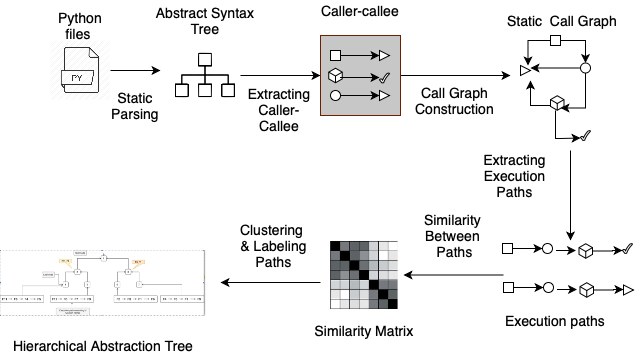 Python
files
PY
Static
Parsing
Abstract Syntax
Tree
Extracting
Caller-
Callee
Caller-callee
Call Graph
Construction
Static Call Graph
Extracting
Execution
Paths
Execution paths
Similarity
Between
Paths
Similarity Matrix
Clustering
& Labeling
Paths
Hierarchical Abstraction Tree